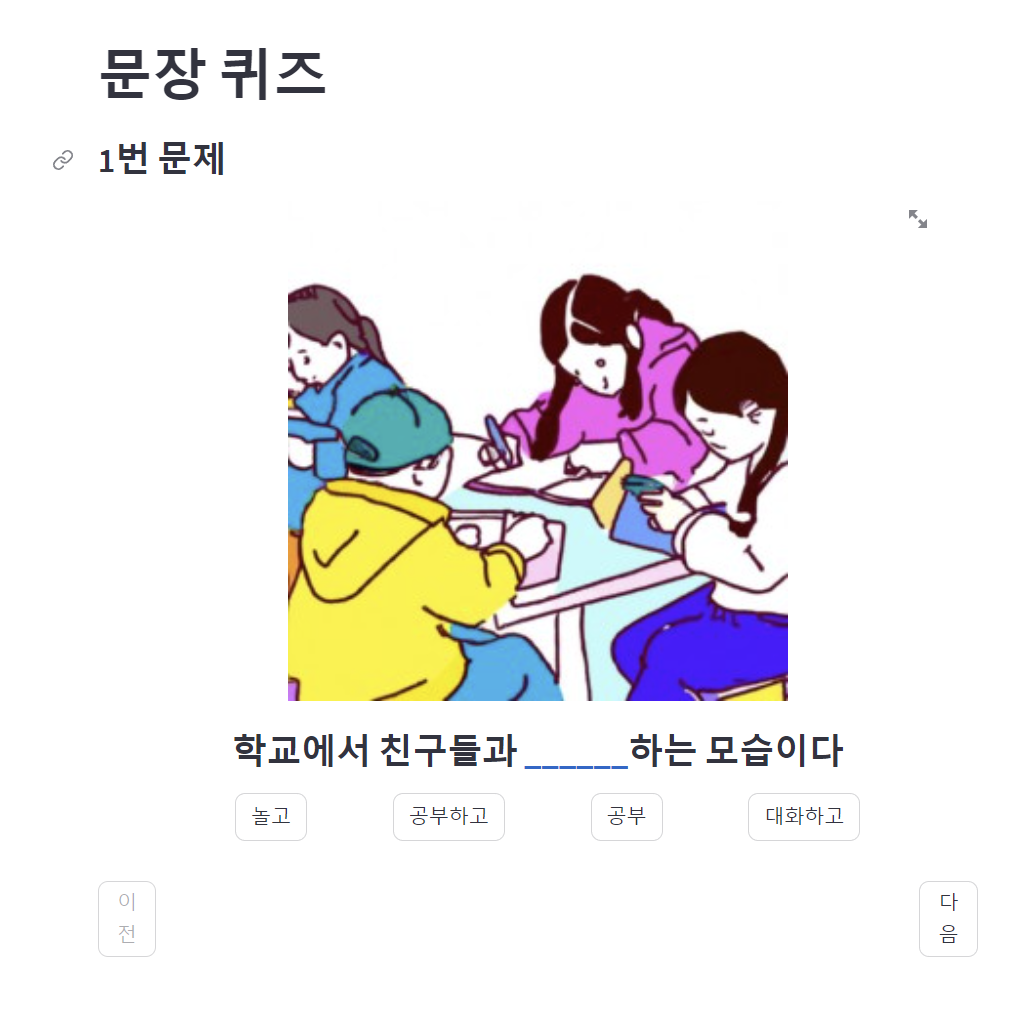 문장 퀴즈
1번 문제
학교에서 친구들과 ______하는 모습이다
놀고 공부하고 공부 대화하고
이
전
다
음